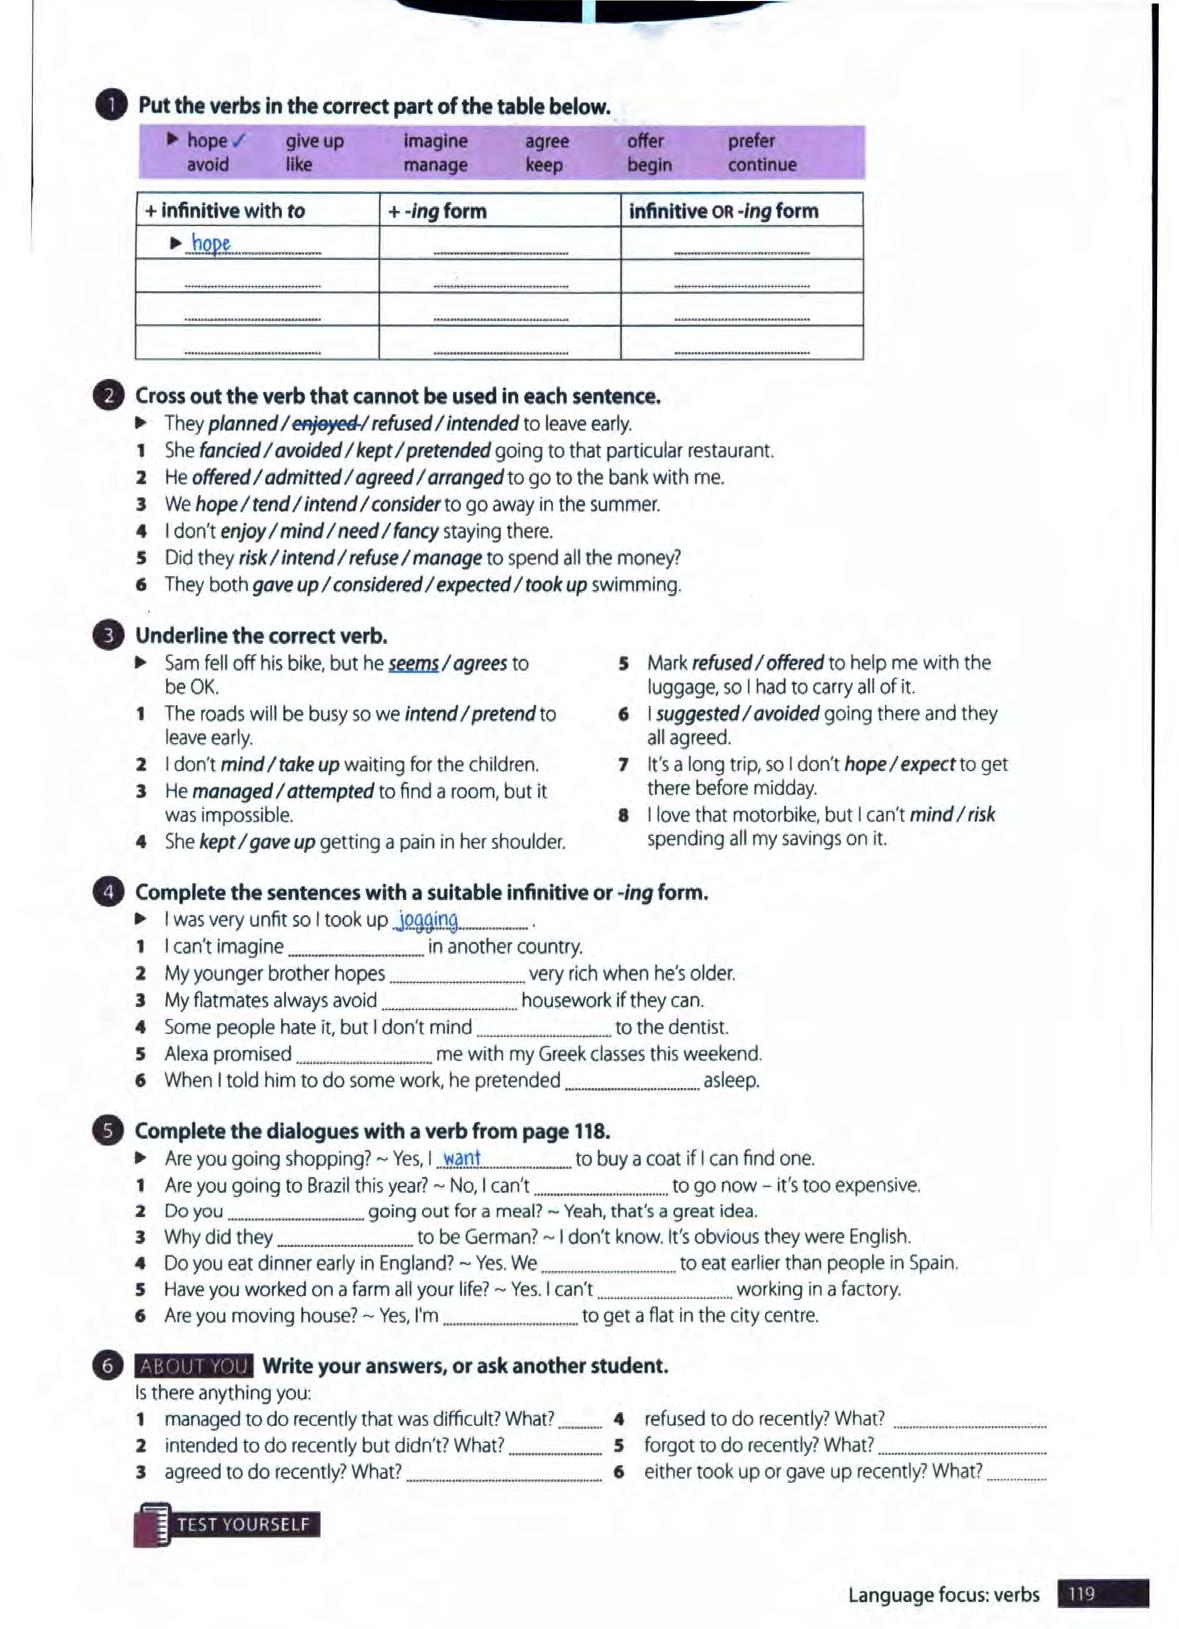 1 Put the verbs in the correct part of the table below.
► hope ✓ give up imagine agree offer prefer
avoid like manage keep begin continue
+ infinitive with to + -ing form infinitive OR -ing form
► hope
2 Cross out the verb that cannot be used in each sentence.
► They planned / enjoyed / refused / intended to leave early.
1 She fancied / avoided / kept / pretended going to that particular restaurant.
2 He offered / admitted / agreed / arranged to go to the bank with me.
3 We hope / tend / intend / consider to go away in the summer.
4 I don't enjoy / mind / need / fancy staying there.
5 Did they risk / intend / refuse / manage to spend all the money?
6 They both gave up / considered / expected / took up swimming.
3 Underline the correct verb.
► Sam fell off his bike, but he seems / agrees to
be OK.
1 The roads will be busy so we intend / pretend to
leave early.
2 I don't mind / take up waiting for the children.
3 He managed / attempted to find a room, but it
was impossible.
4 She kept / gave up getting a pain in her shoulder.
5 Mark refused / offered to help me with the
luggage, so I had to carry all of it.
6 I suggested / avoided going there and they
all agreed.
7 It's a long trip, so I don't hope / expect to get
there before midday.
8 I love that motorbike, but I can't mind / risk
spending all my savings on it.
4 Complete the sentences with a suitable infinitive or -ing form.
► I was very unfit so I took up jogging .
1 I can't imagine in another country.
2 My younger brother hopes very rich when he's older.
3 My flatmates always avoid housework if they can.
4 Some people hate it, but I don't mind to the dentist.
5 Alexa promised me with my Greek classes this weekend.
6 When I told him to do some work, he pretended asleep.
5 Complete the dialogues with a verb from page 118.
► Are you going shopping? ~ Yes, I want to buy a coat if I can find one.
1 Are you going to Brazil this year? ~ No, I can't to go now – it's too expensive.
2 Do you going out for a meal? ~ Yeah, that's a great idea.
3 Why did they to be German? ~ I don't know. It's obvious they were English.
4 Do you eat dinner early in England? ~ Yes. We to eat earlier than people in Spain.
5 Have you worked on a farm all your life? ~ Yes. I can't working in a factory.
6 Are you moving house? ~ Yes, I'm to get a flat in the city centre.
6 ABOUT YOU Write your answers, or ask another student.
Is there anything you:
1 managed to do recently that was difficult? What?
2 intended to do recently but didn't? What?
3 agreed to do recently? What?
4 refused to do recently? What?
5 forgot to do recently? What?
6 either took up or gave up recently? What?
TEST YOURSELF
Language focus: verbs 119